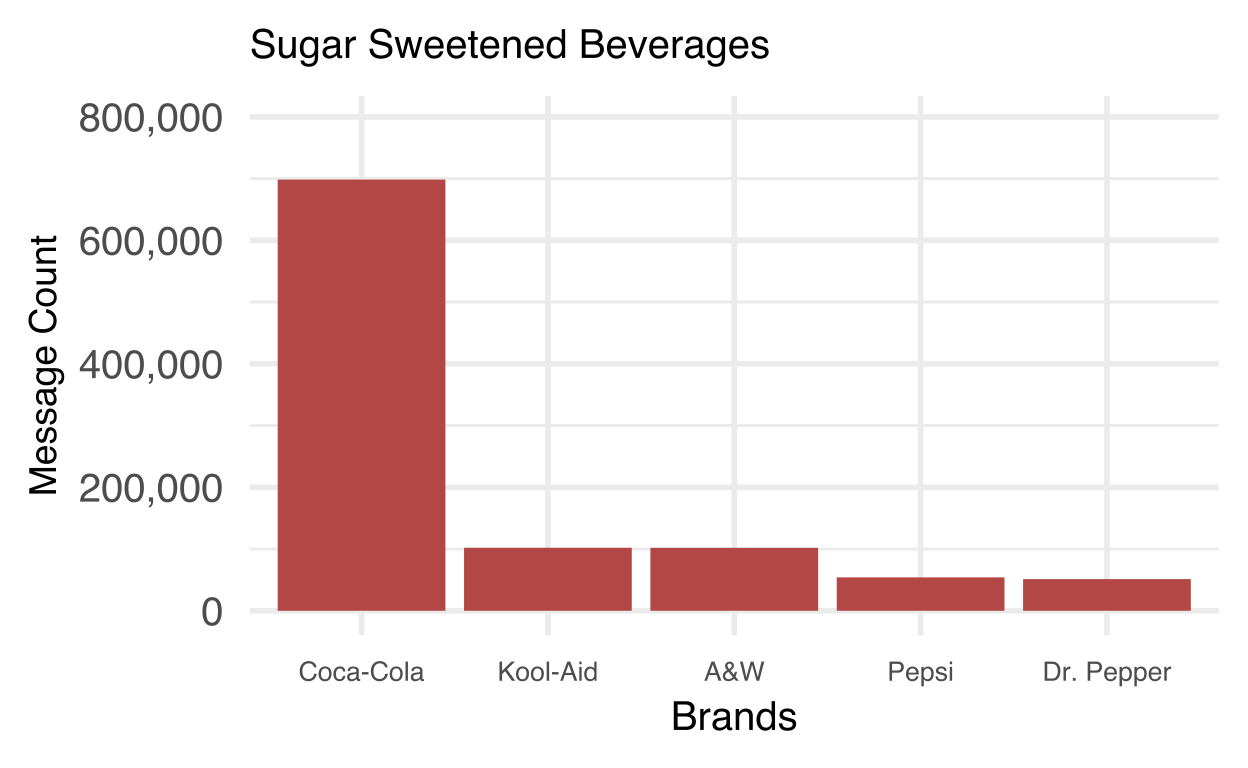 Sugar Sweetened Beverages
800,000
600,000
400,000
200,000
0
Message Count
Coca-Cola
Kool-Aid
A&W
Pepsi
Dr. Pepper
Brands